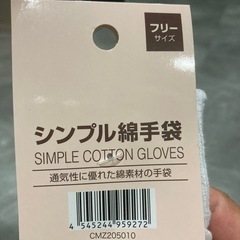 フリー
サイズ
シンプル綿手袋
SIMPLE COTTON GLOVES
通気性に優れた綿素材の手袋
4 545244 959272
CMZ205010